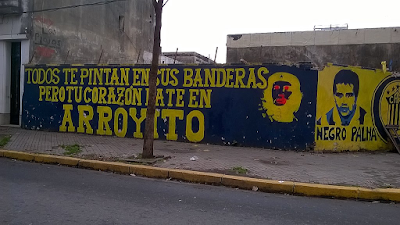 TODOS TE PINTAN EN SUS BANDERAS
PERO TU CORAZÓN LATE EN
ARROYITO
NEGRO PALMA